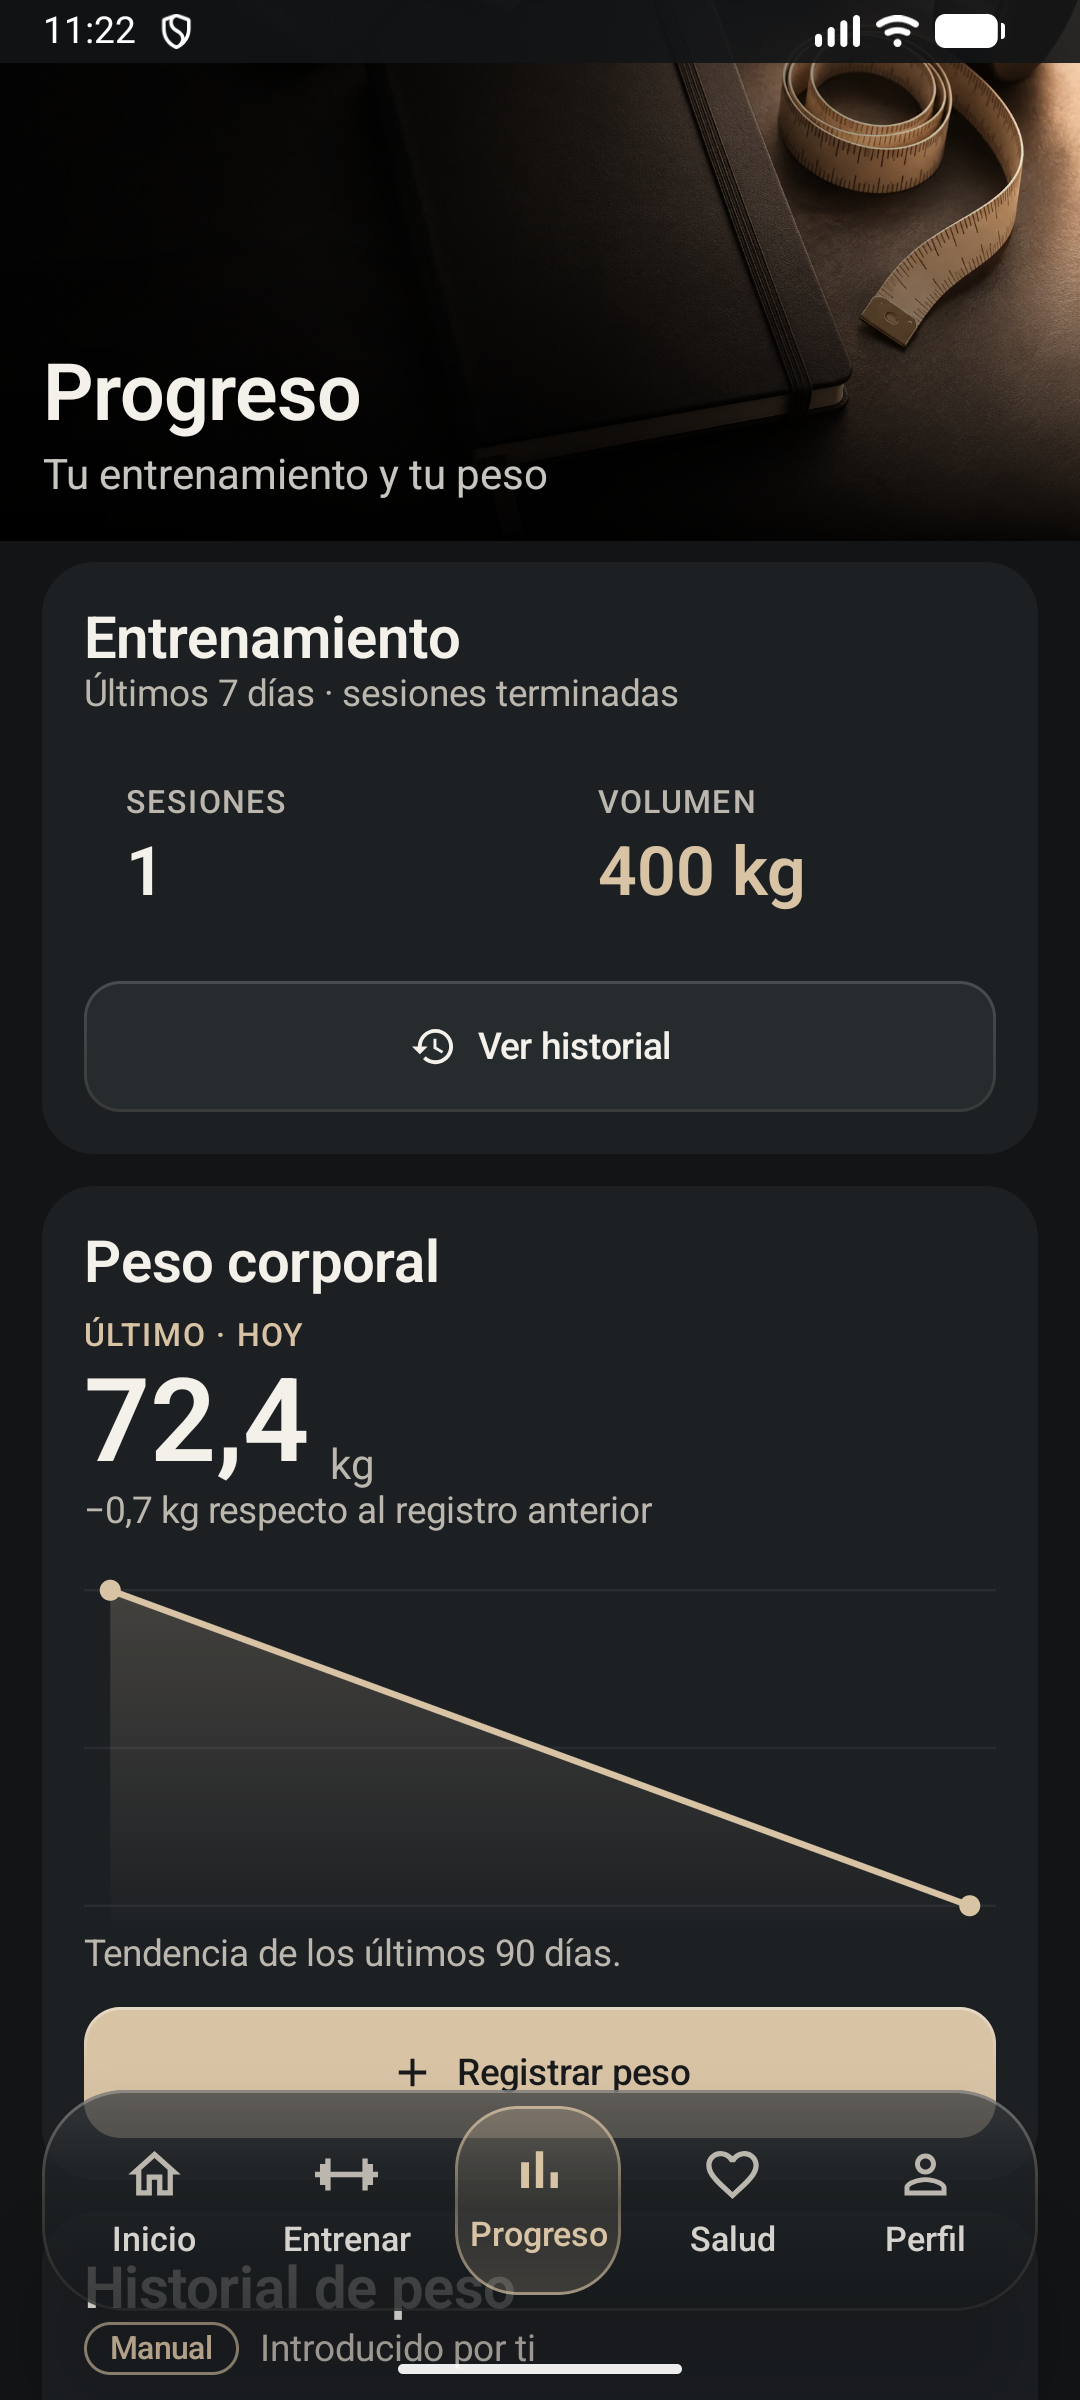 11:22
Progreso
Tu entrenamiento y tu peso
Entrenamiento
Últimos 7 días · sesiones terminadas
SESIONES
VOLUMEN
1
400 kg
Ver historial
Peso corporal
ÚLTIMO · HOY
72,4 kg
−0,7 kg respecto al registro anterior
Tendencia de los últimos 90 días.
Registrar peso
Inicio
Entrenar
Progreso
Salud
Perfil
Historial de peso
Manual
Introducido por ti